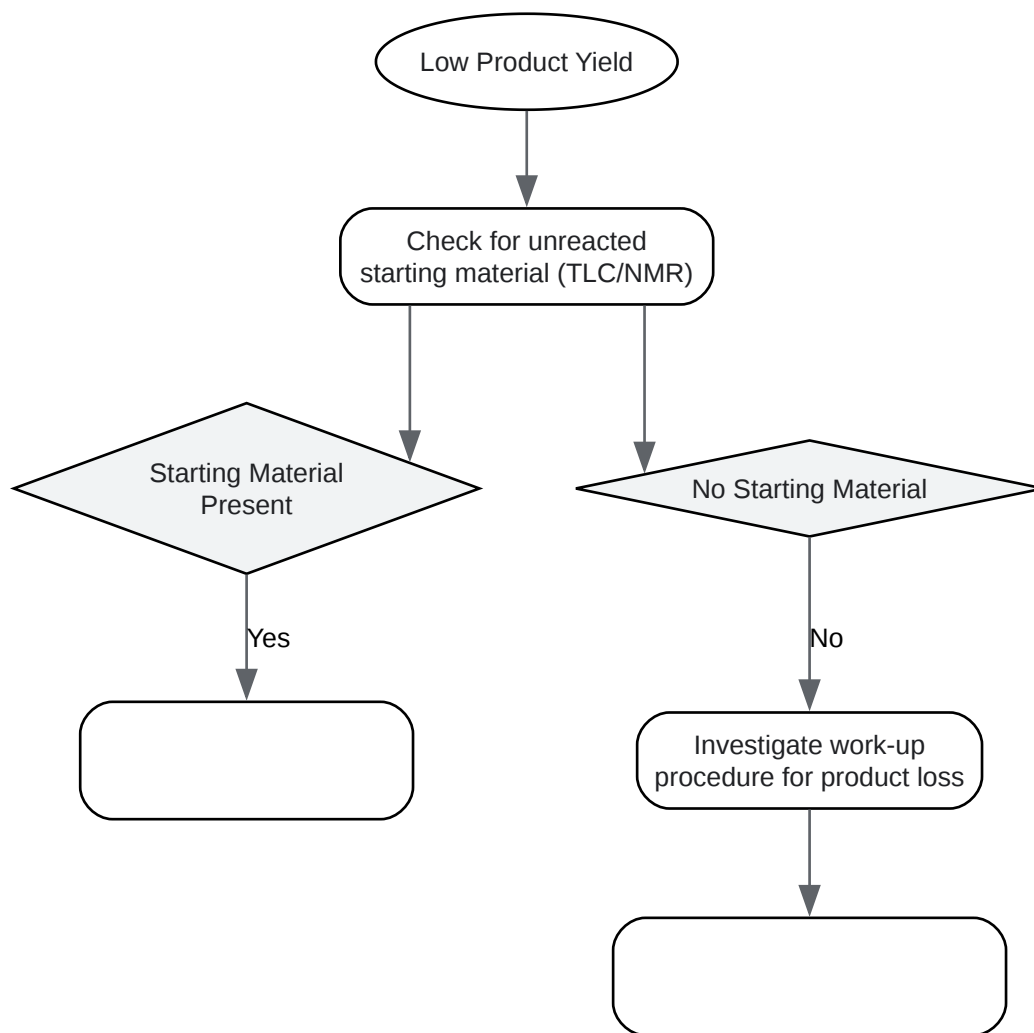 Low Product Yield
Check for unreacted
starting material (TLC/NMR)
Starting Material
Present
No Starting Material
Yes
No
Investigate work-up
procedure for product loss